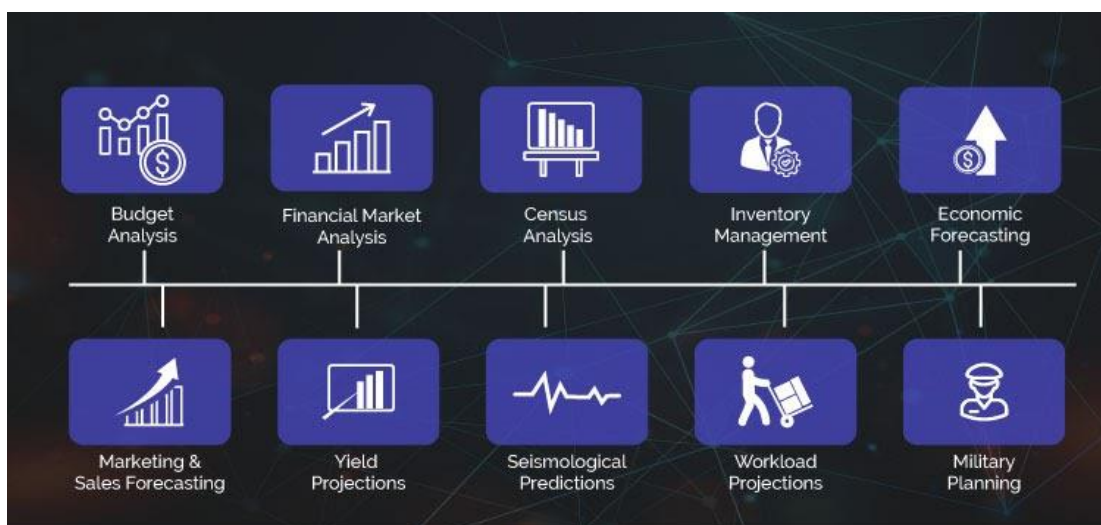 Budget
Analysis
Financial Market
Analysis
Census
Analysis
Inventory
Management
Economic
Forecasting
Marketing &
Sales Forecasting
Yield
Projections
Seismological
Predictions
Workload
Projections
Military
Planning